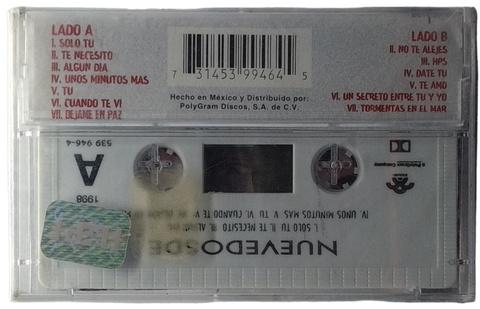 LADO A
I. SOLO TU
II. TE NECESITO
III. ALGUN DIA
IV. UNOS MINUTOS MAS
V. TU
VI. CUANDO TE VI
VII. DEJAME EN PAZ
7 31453 99464 5
Hecho en México y Distribuido por:
PolyGram Discos, S.A. de C.V.
LADO B
II. NO TE ALEJES
III. HPS
IV. DATE TU
V. TE AMO
VI. UN SECRETO ENTRE TU Y YO
VII. TORMENTAS EN EL MAR
NUEVEDOSDE
I. SOLO TU II. TE NECESITO III. ALGUN DIA
IV. UNOS MINUTOS MAS V. TU VI. CUANDO TE VI
1998
A
539 946-4